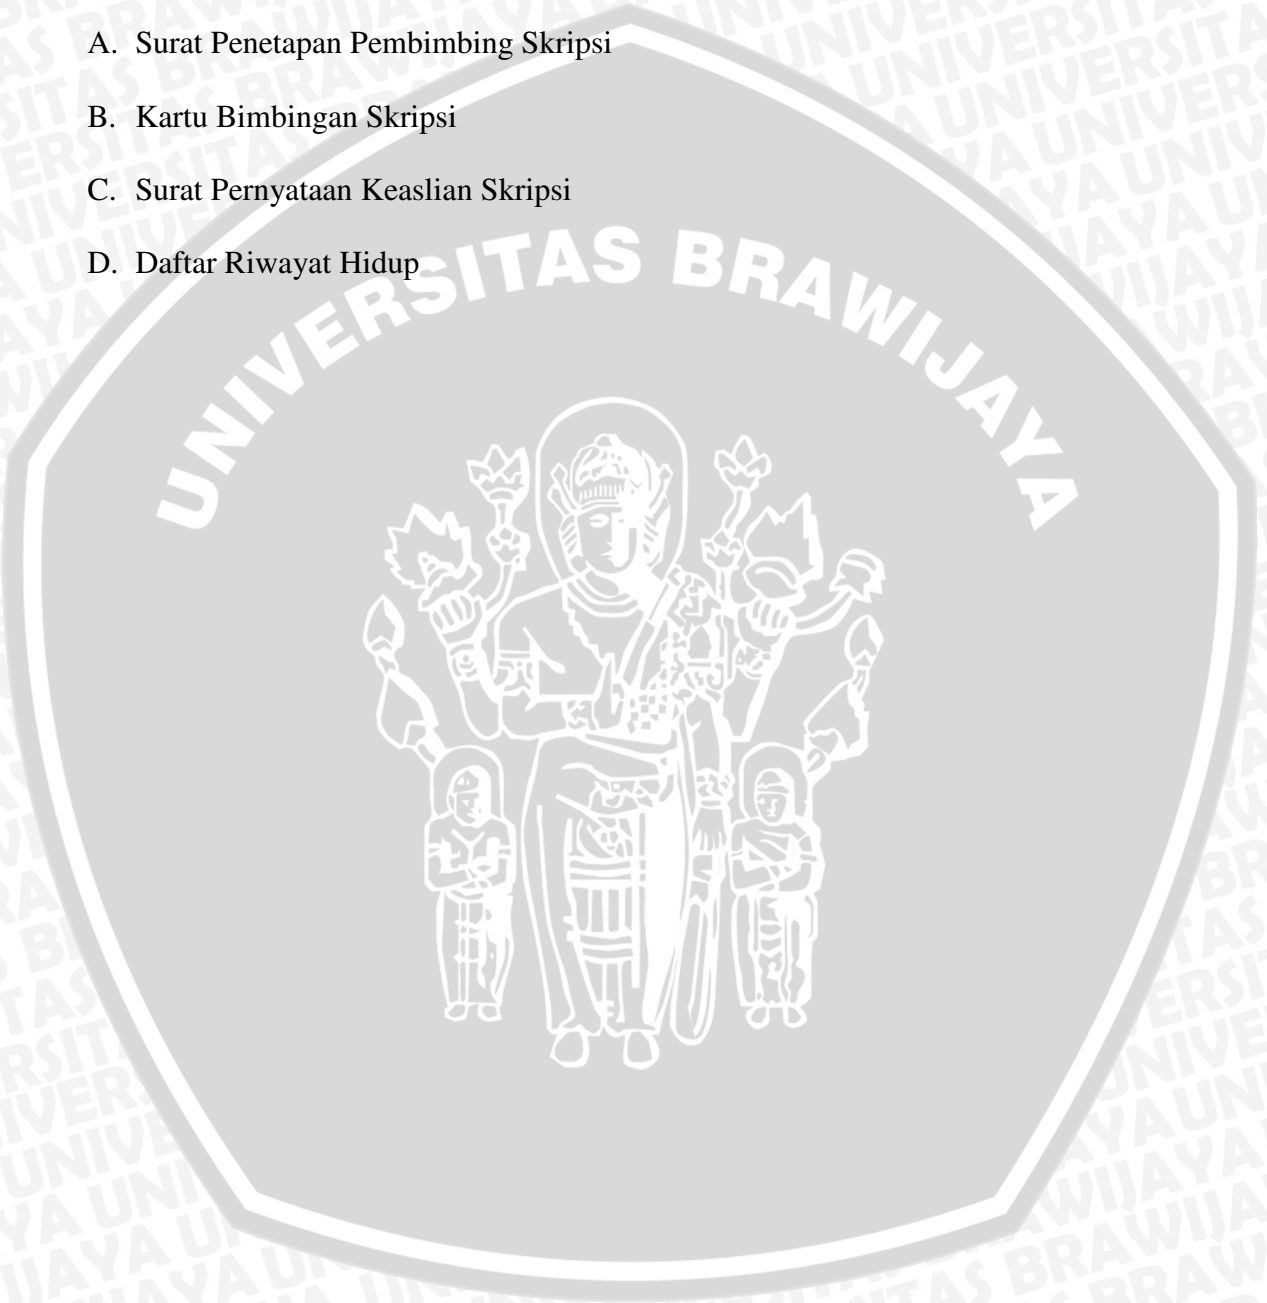 A. Surat Penetapan Pembimbing Skripsi
B. Kartu Bimbingan Skripsi
C. Surat Pernyataan Keaslian Skripsi
D. Daftar Riwayat Hidup
UNIVERSITAS BRAWIJAYA